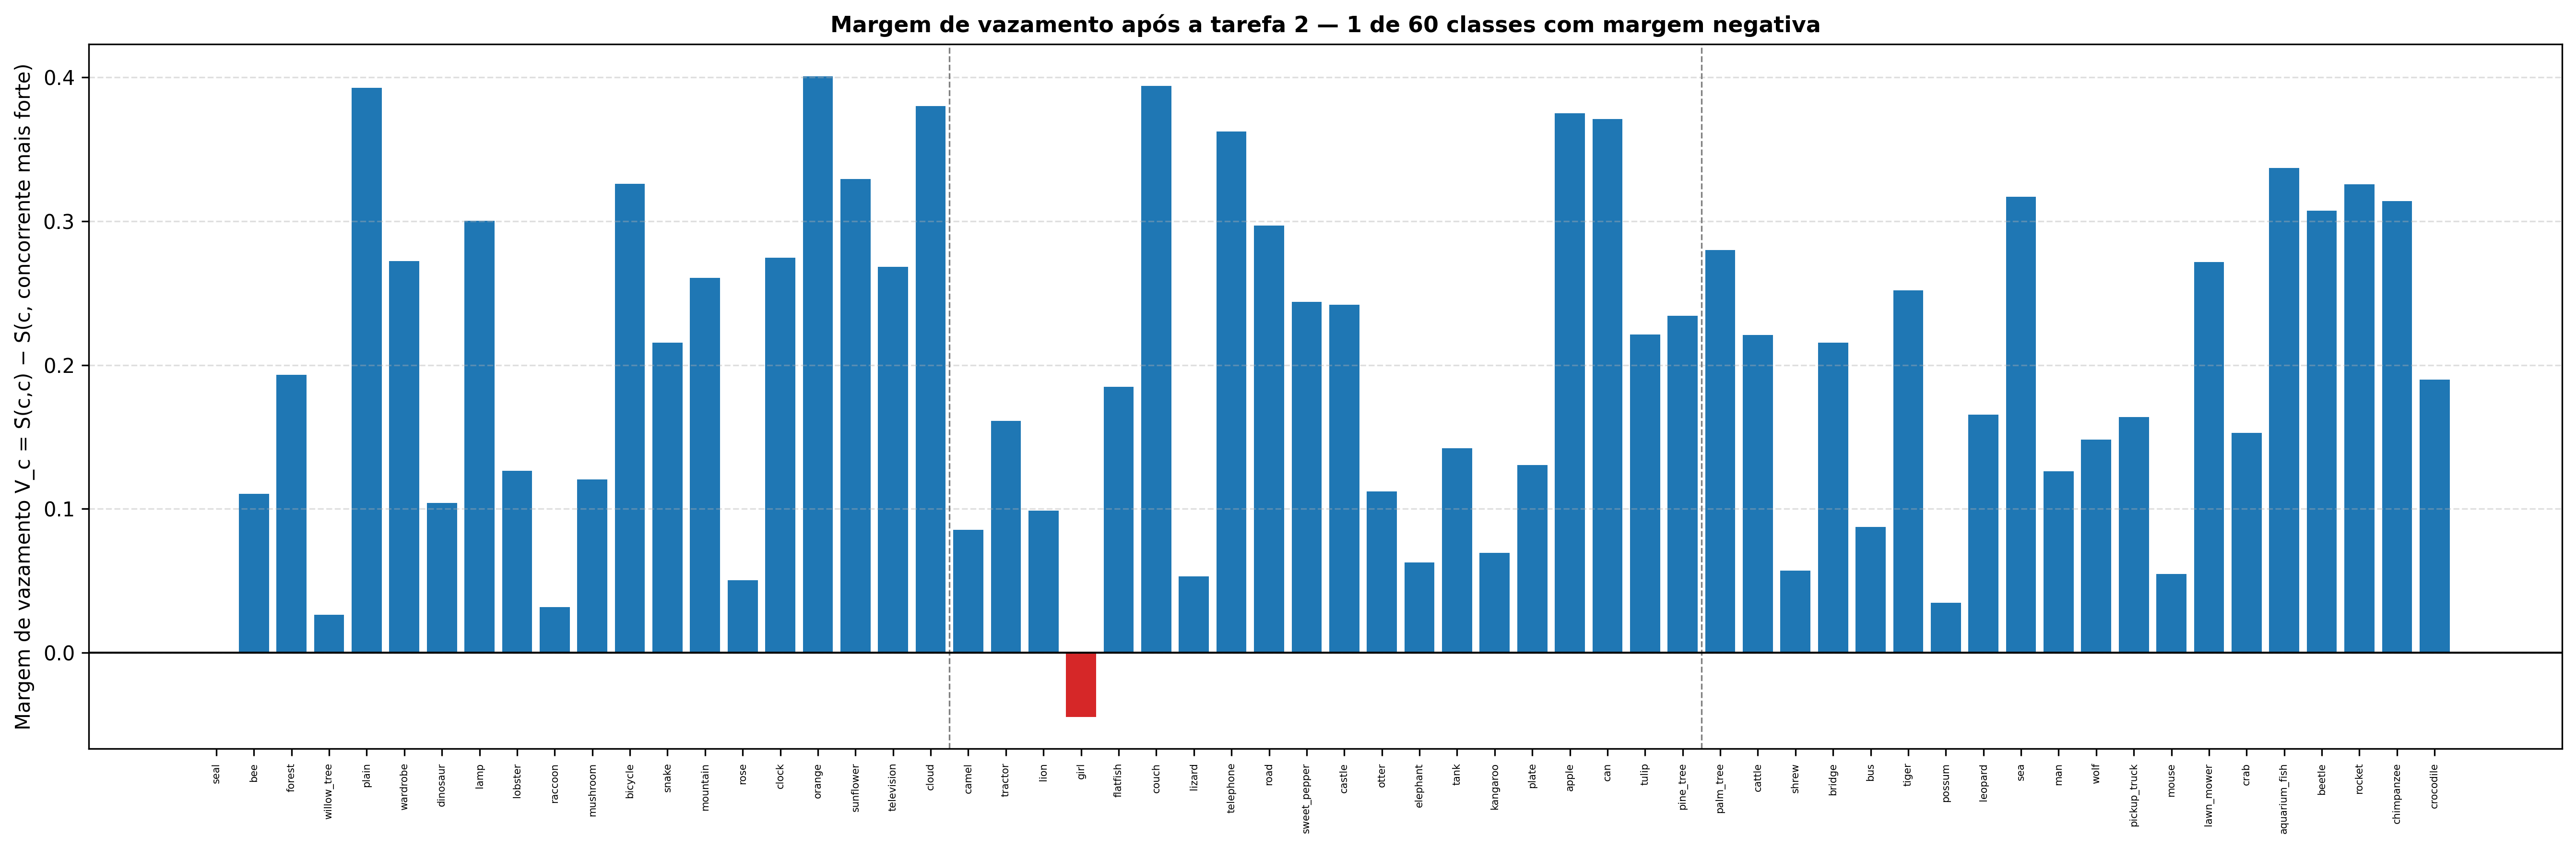 Margem de vazamento após a tarefa 2 — 1 de 60 classes com margem negativa
Margem de vazamento V_c = S(c,c) − S(c, concorrente mais forte)
0.4
0.3
0.2
0.1
0.0
seal
bee
forest
willow_tree
plain
wardrobe
dinosaur
lamp
lobster
raccoon
mushroom
bicycle
snake
mountain
rose
clock
orange
sunflower
television
cloud
camel
tractor
lion
girl
flatfish
couch
lizard
telephone
road
sweet_pepper
castle
otter
elephant
tank
kangaroo
plate
apple
can
tulip
pine_tree
palm_tree
cattle
shrew
bridge
bus
tiger
possum
leopard
sea
man
wolf
pickup_truck
mouse
lawn_mower
crab
aquarium_fish
beetle
rocket
chimpanzee
crocodile